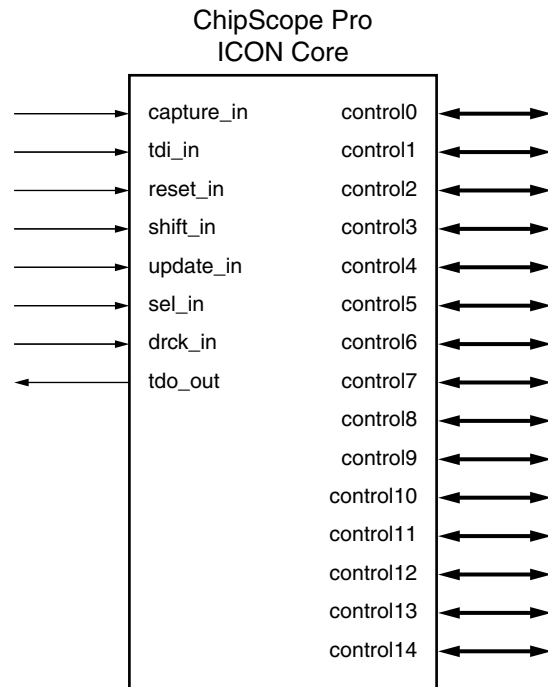 ChipScope Pro
ICON Core
capture_in control0
tdi_in control1
reset_in control2
shift_in control3
update_in control4
sel_in control5
drck_in control6
tdo_out control7
control8
control9
control10
control11
control12
control13
control14